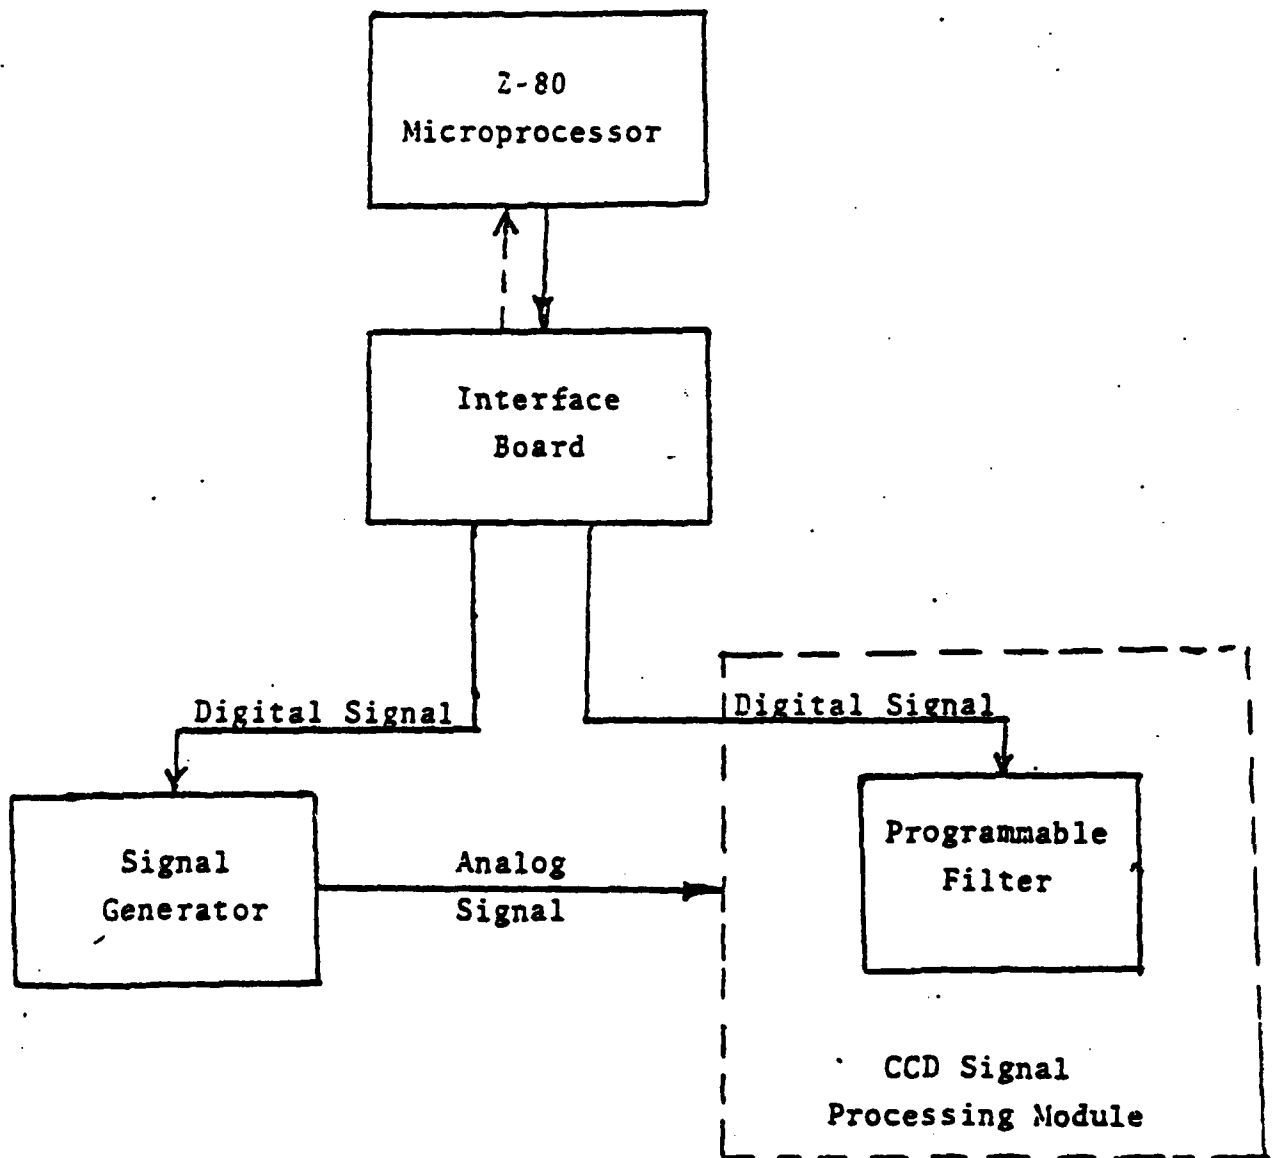 Z-80
Microprocessor
Interface
Board
Digital Signal
Digital Signal
Signal
Generator
Analog
Signal
Programmable
Filter
CCD Signal
Processing Module